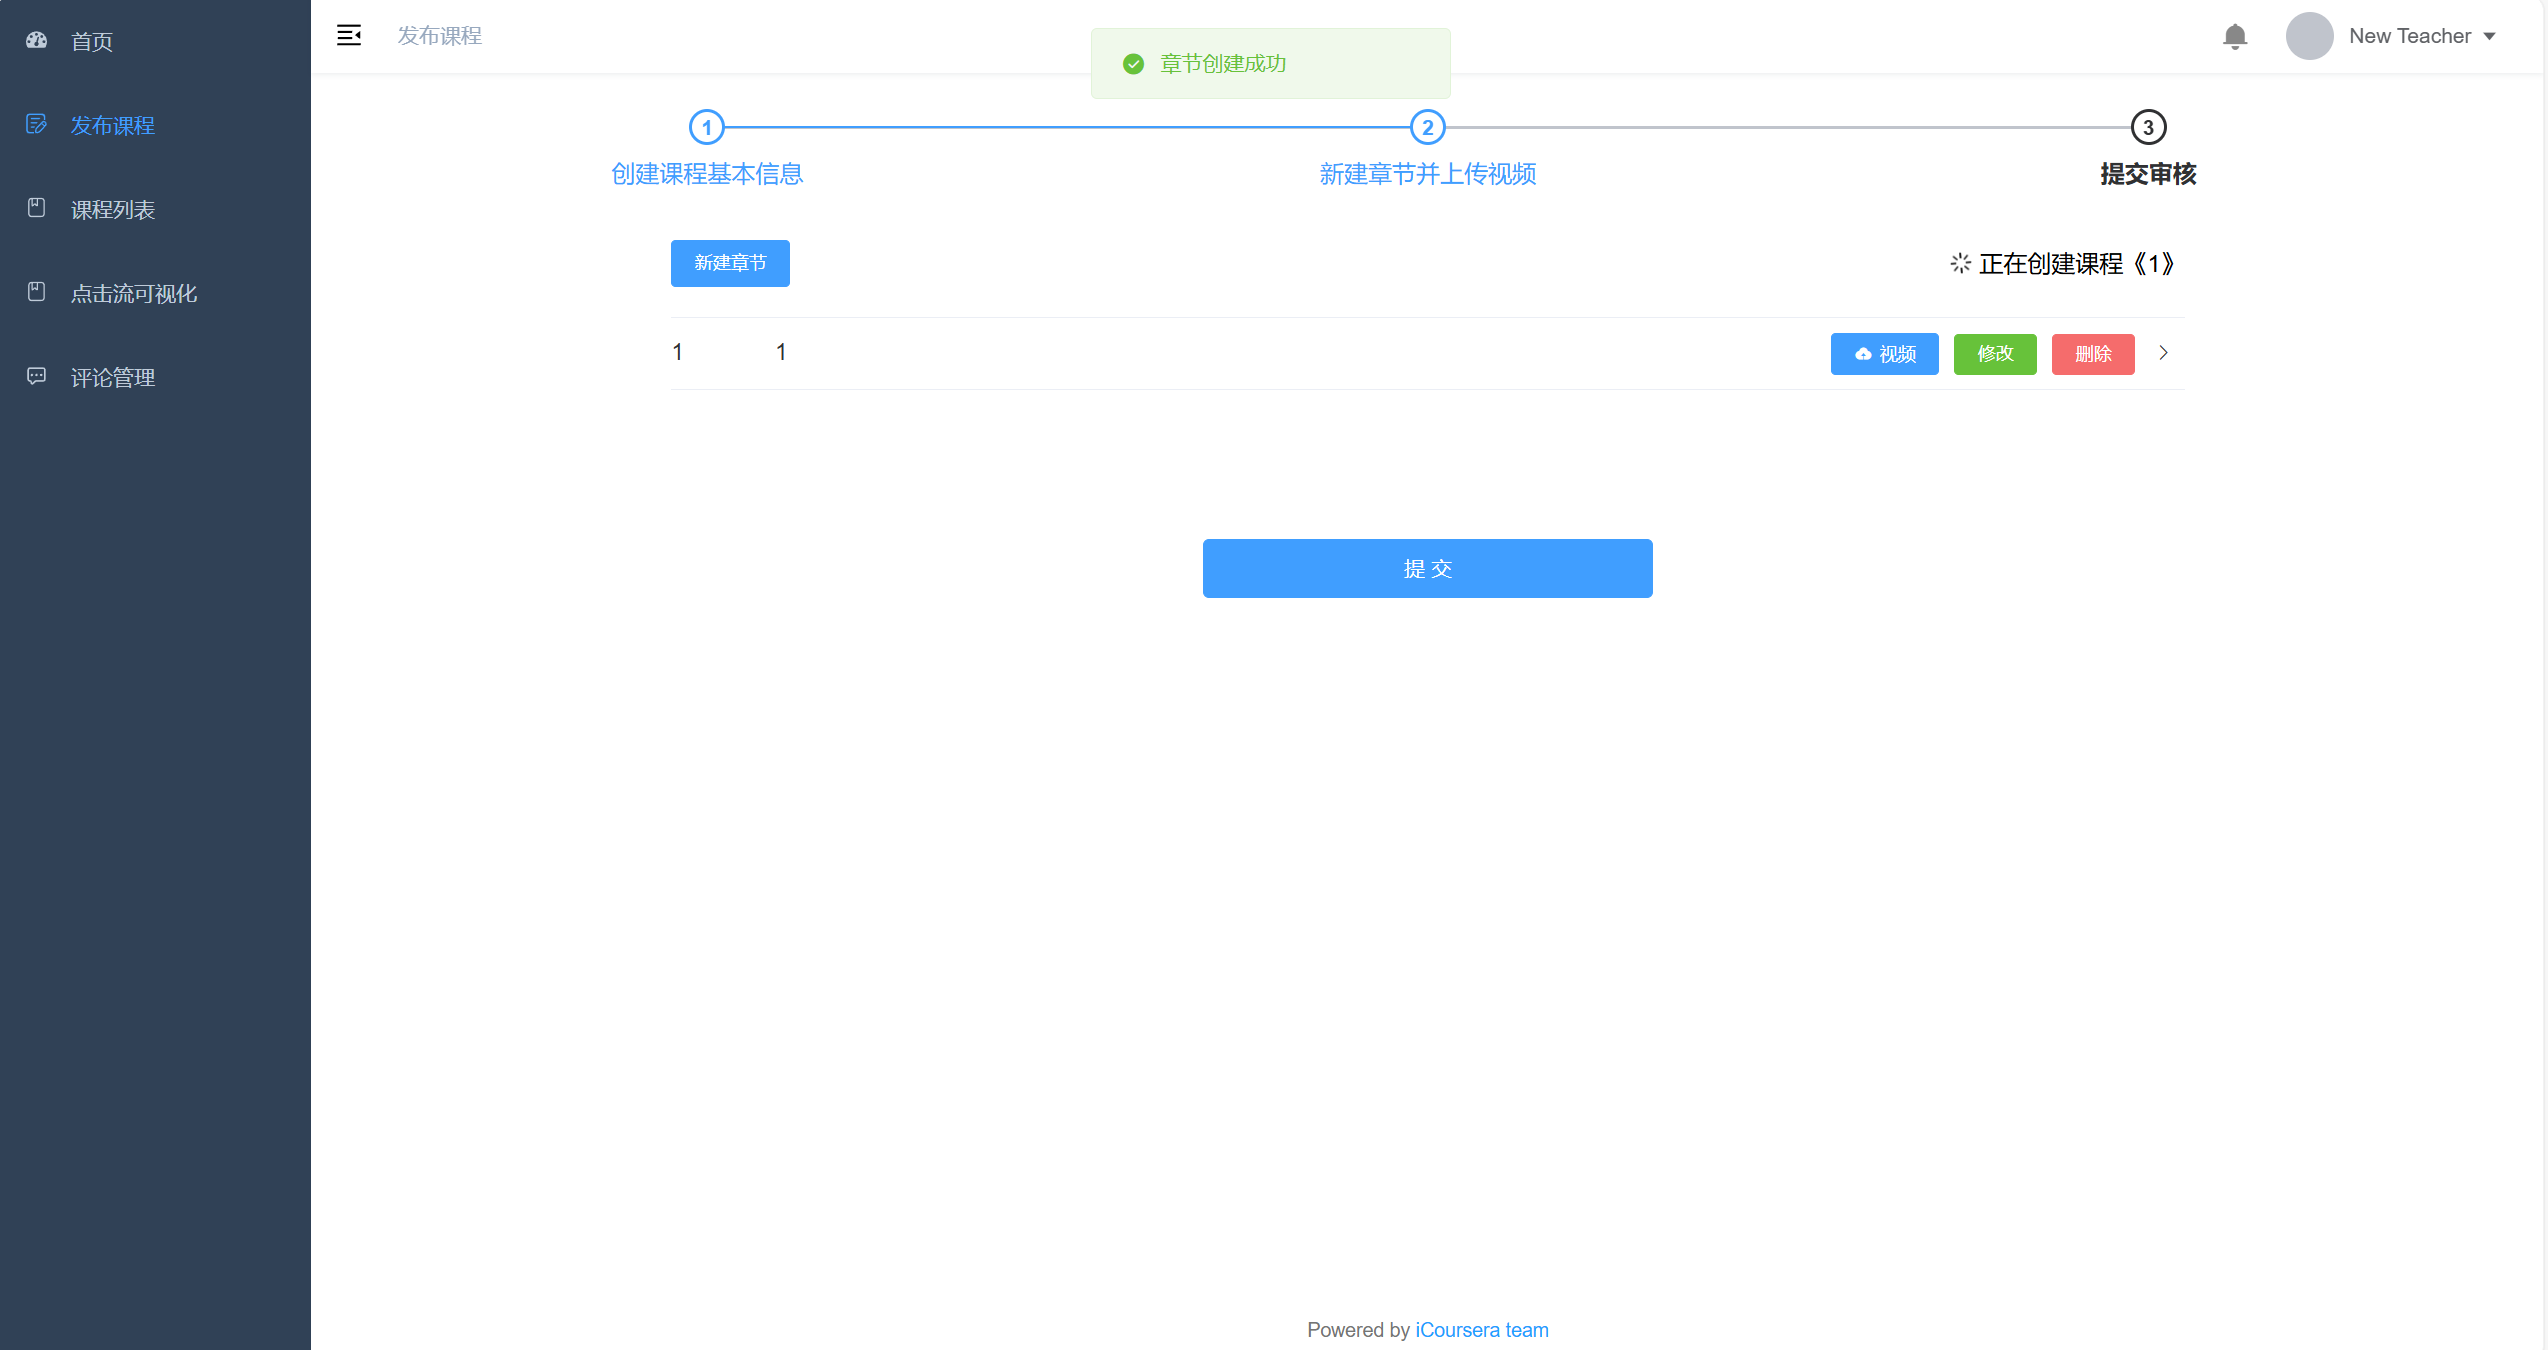 首页
发布课程
课程列表
点击流可视化
评论管理
发布课程
章节创建成功
New Teacher
1
2
3
创建课程基本信息
新建章节并上传视频
提交审核
新建章节
正在创建课程《1》
1 1 视频 修改 删除
提 交
Powered by iCoursera team